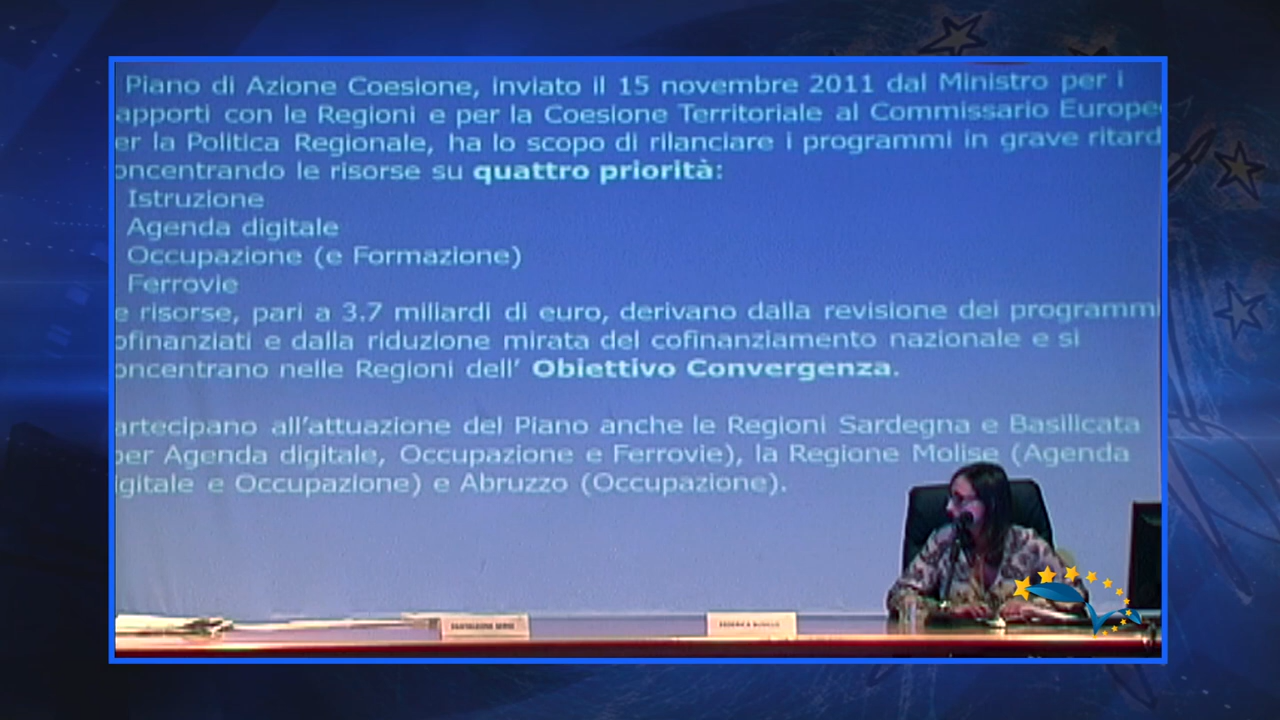 Piano di Azione Coesione, inviato il 15 novembre 2011 dal Ministro per i
apporti con le Regioni e per la Coesione Territoriale al Commissario Europe
er la Politica Regionale, ha lo scopo di rilanciare i programmi in grave ritard
oncentrando le risorse su quattro priorità:
Istruzione
Agenda digitale
Occupazione (e Formazione)
Ferrovie
e risorse, pari a 3.7 miliardi di euro, derivano dalla revisione dei programmi
ofinanziati e dalla riduzione mirata del cofinanziamento nazionale e si
oncentrano nelle Regioni dell' Obiettivo Convergenza.
artecipano all'attuazione del Piano anche le Regioni Sardegna e Basilicata
per Agenda digitale, Occupazione e Ferrovie), la Regione Molise (Agenda
igitale e Occupazione) e Abruzzo (Occupazione).